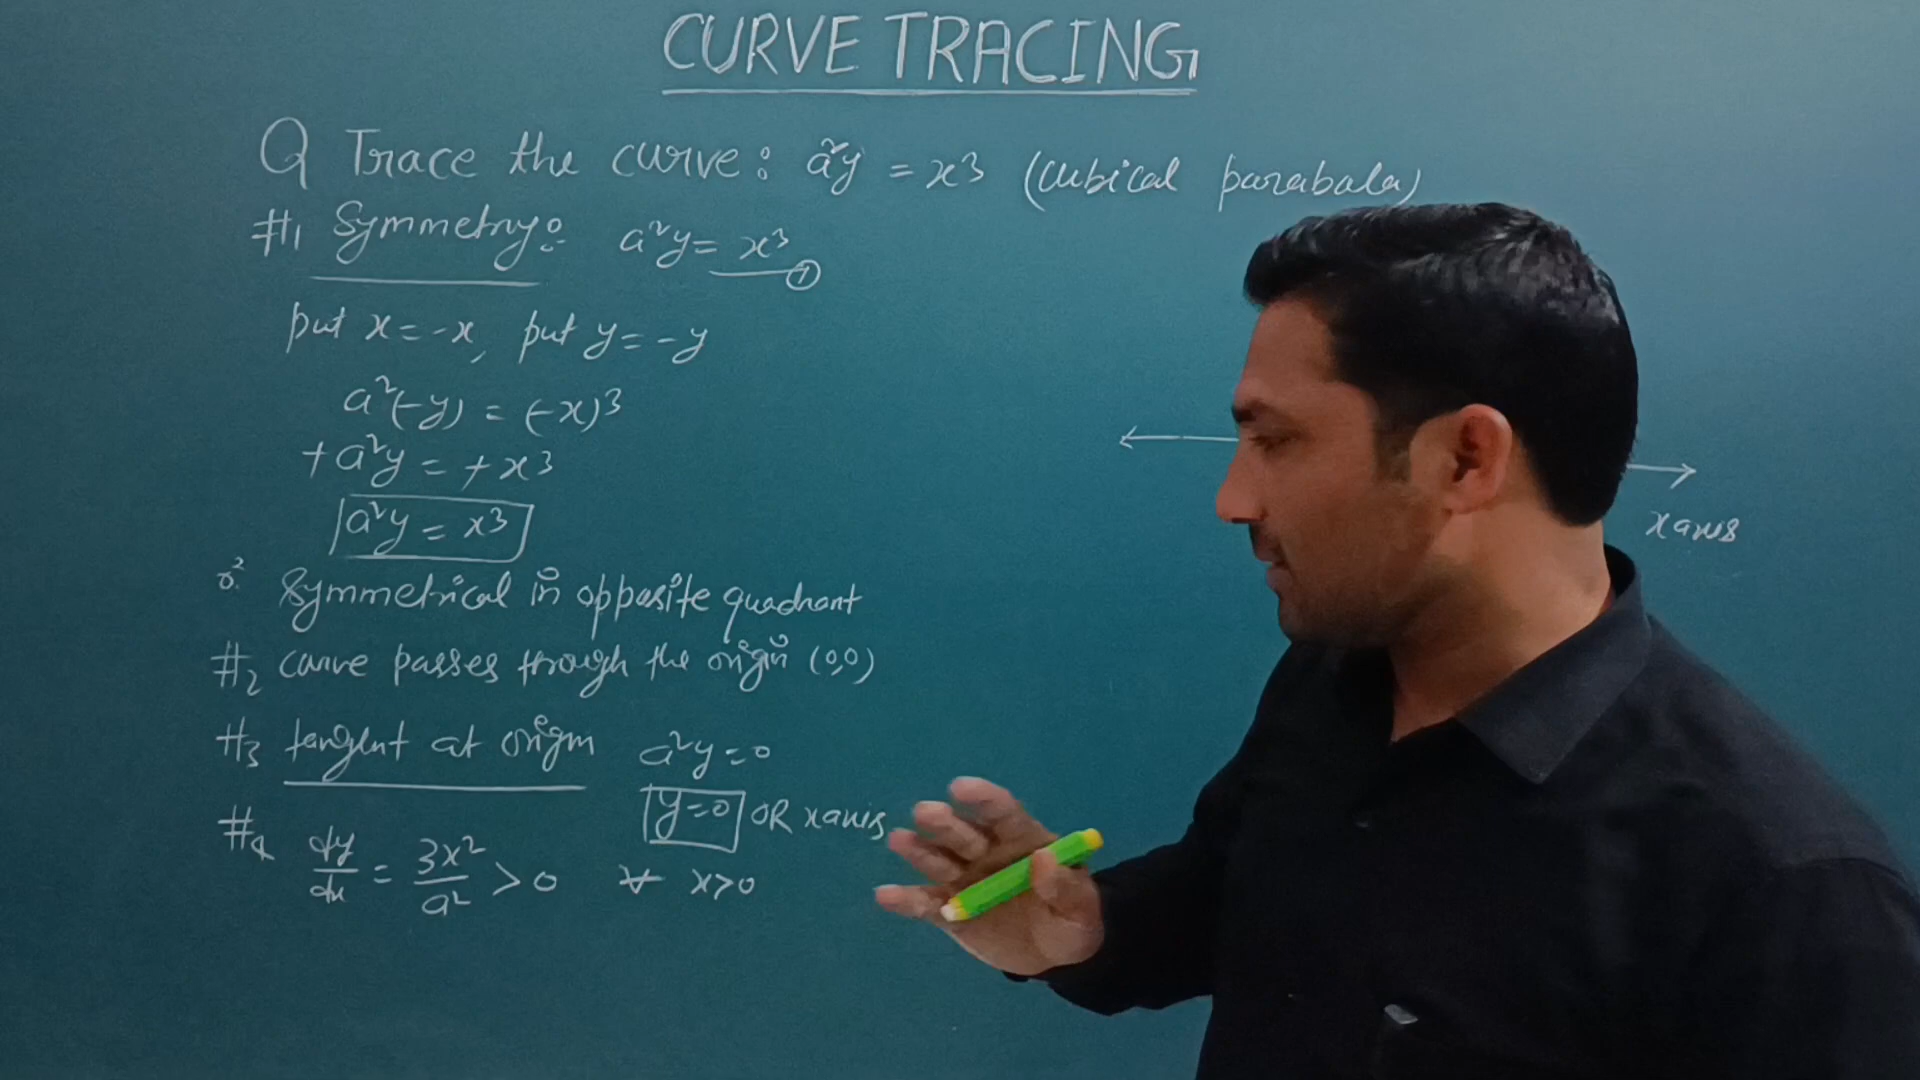 CURVE TRACING
Q Trace the curve: a²y = x³ (cubical parabala)
#1 Symmetry:- a²y = x³ ①
put x = -x, put y = -y
a²(-y) = (-x)³
+a²y = +x³
a²y = x³
Symmetrical in opposite quadrant
#2 curve passes through the origin (0,0)
#3 tangent at origin a²y = 0
y = 0 OR x axis
#4 dy/dx = 3x²/a² > 0 ∀ x > 0
x axis